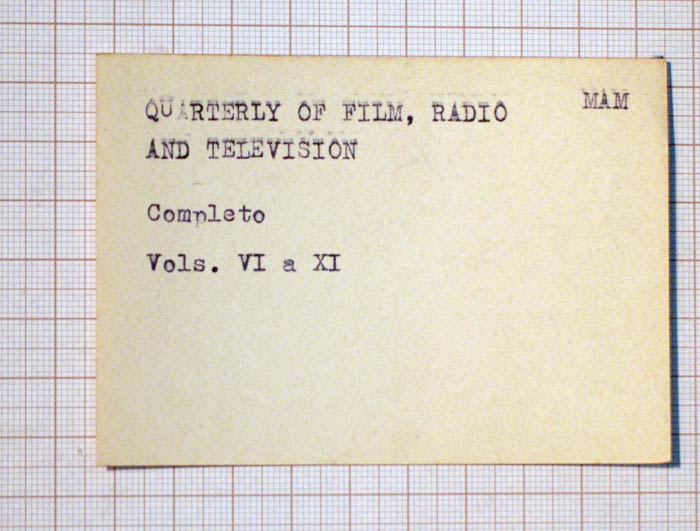 MAM
QUARTERLY OF FILM, RADIO
AND TELEVISION
Completo
Vols. VI a XI